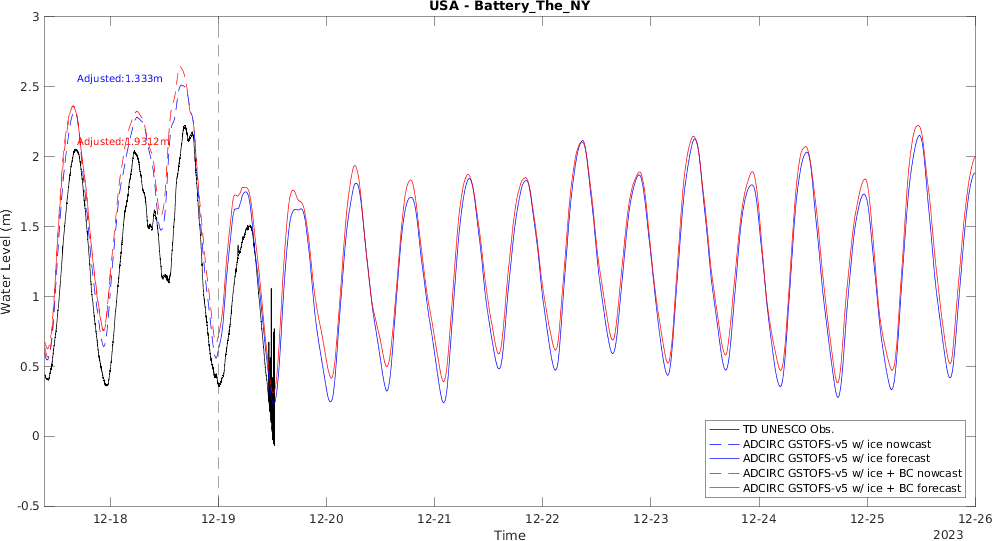 USA - Battery_The_NY
3
2.5
2
1.5
1
0.5
0
-0.5
Water Level (m)
Adjusted:1.333m
Adjusted:1.9312m
TD UNESCO Obs.
ADCIRC GSTOFS-v5 w/ ice nowcast
ADCIRC GSTOFS-v5 w/ ice forecast
ADCIRC GSTOFS-v5 w/ ice + BC nowcast
ADCIRC GSTOFS-v5 w/ ice + BC forecast
12-18 12-19 12-20 12-21 12-22 12-23 12-24 12-25 12-26
Time
2023